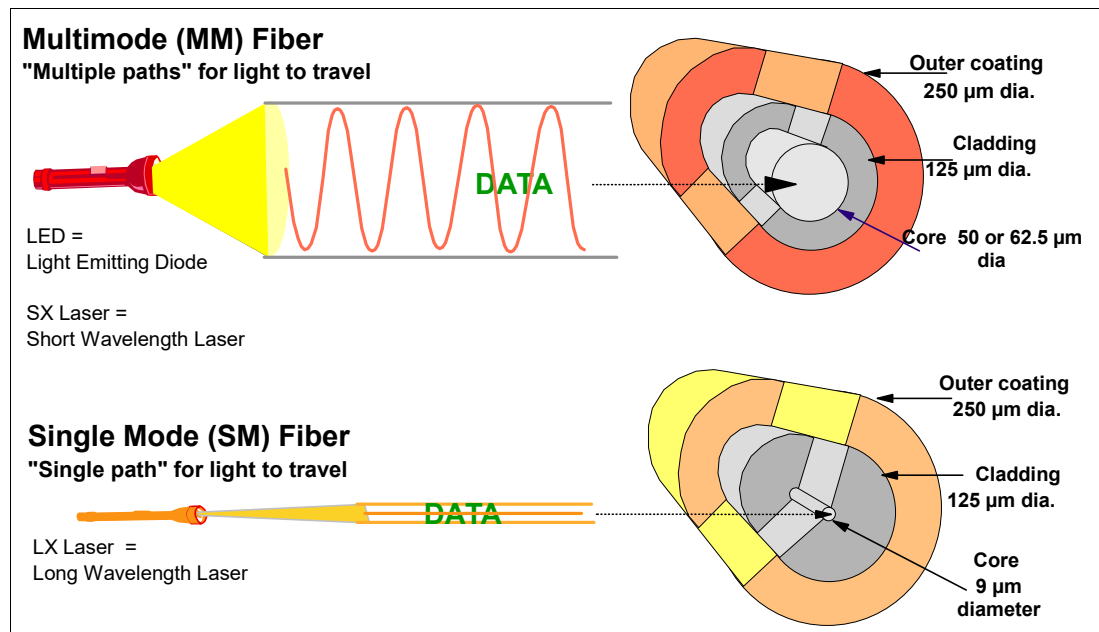 Multimode (MM) Fiber
"Multiple paths" for light to travel
DATA
LED =
Light Emitting Diode
SX Laser =
Short Wavelength Laser
Outer coating
250 µm dia.
Cladding
125 µm dia.
Core 50 or 62.5 µm
dia
Single Mode (SM) Fiber
"Single path" for light to travel
DATA
LX Laser =
Long Wavelength Laser
Outer coating
250 µm dia.
Cladding
125 µm dia.
Core
9 µm
diameter